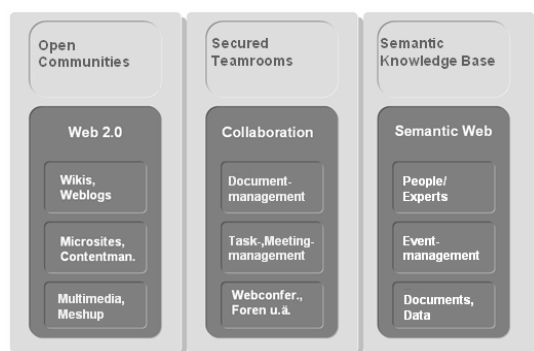 Open
Communities
Web 2.0
Wikis,
Weblogs
Microsites,
Contentman.
Multimedia,
Meshup
Secured
Teamrooms
Collaboration
Document-
management
Task-,Meeting-
management
Webconfer.,
Foren u.ä.
Semantic
Knowledge Base
Semantic Web
People/
Experts
Event-
management
Documents,
Data